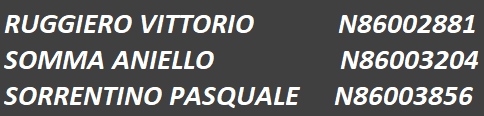 RUGGIERO VITTORIO N86002881
SOMMA ANIELLO N86003204
SORRENTINO PASQUALE N86003856